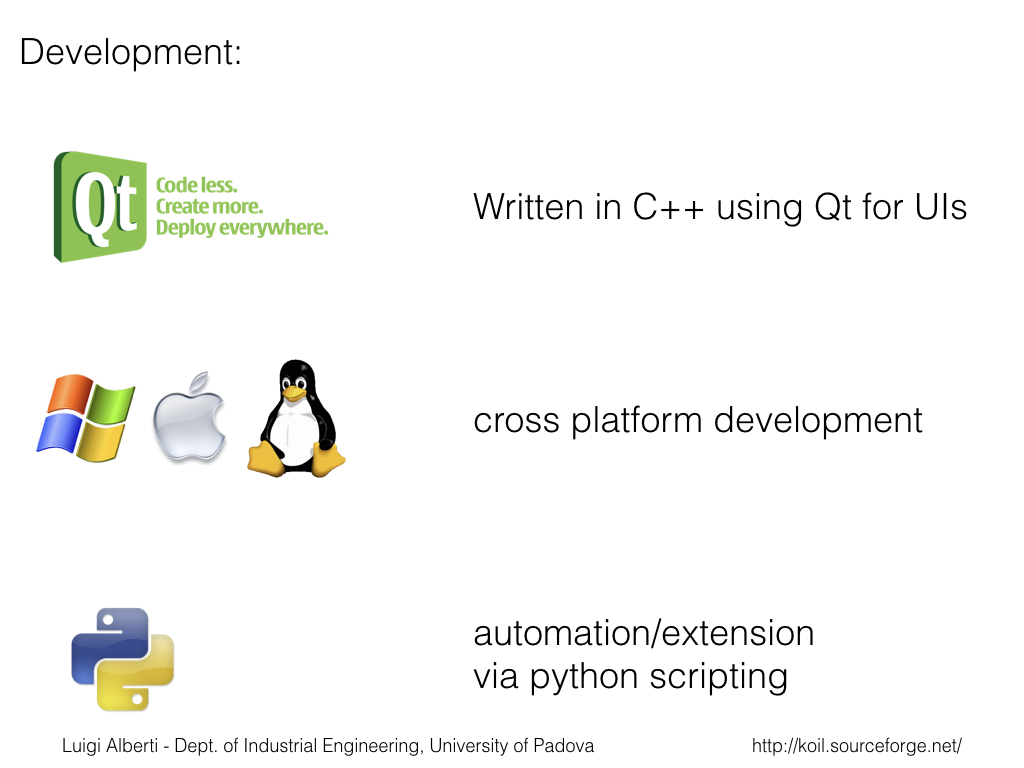 Development:
Qt
Code less.
Create more.
Deploy everywhere.
Written in C++ using Qt for UIs
cross platform development
automation/extension
via python scripting
Luigi Alberti - Dept. of Industrial Engineering, University of Padova
http://koil.sourceforge.net/